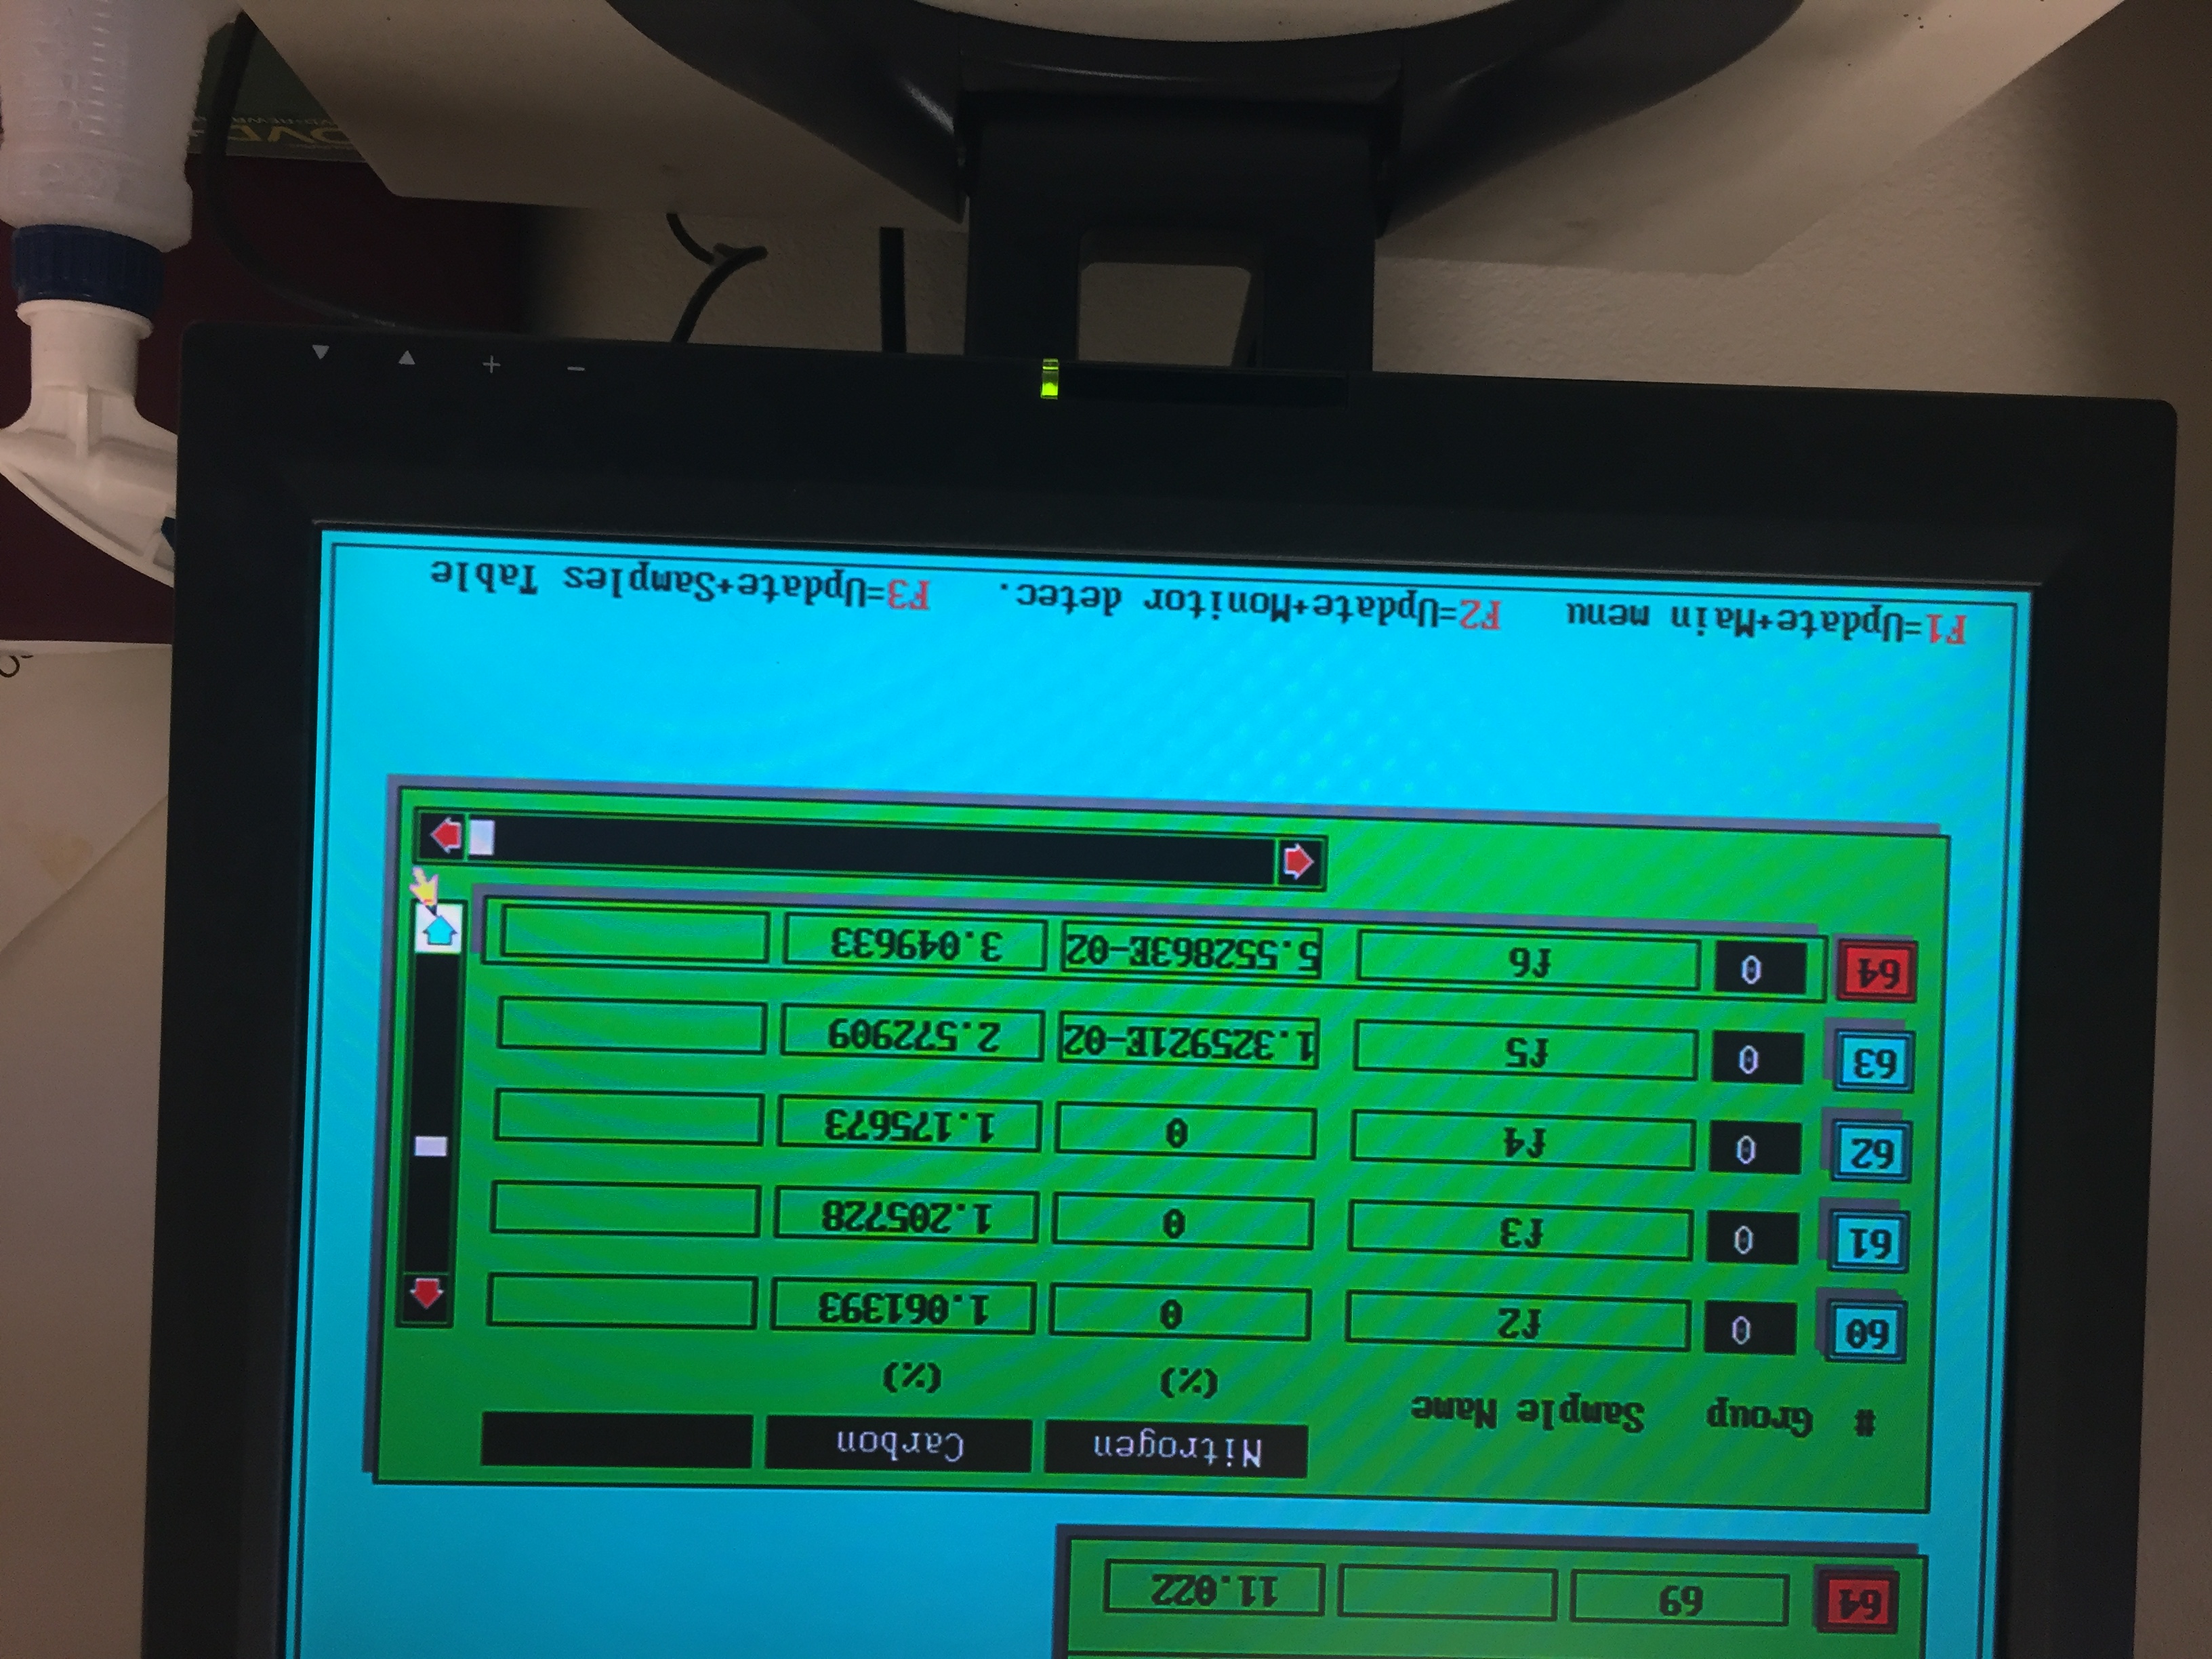 64 69 11.022
Nitrogen Carbon
# Group Sample Name (%) (%)
60 0 f2 0 1.061393
61 0 f3 0 1.205728
62 0 f4 0 1.175673
63 0 f5 1.325921E-02 2.572909
64 0 f6 5.552863E-02 3.049633
F1=Update+Main menu F2=Update+Monitor detec. F3=Update+Samples Table